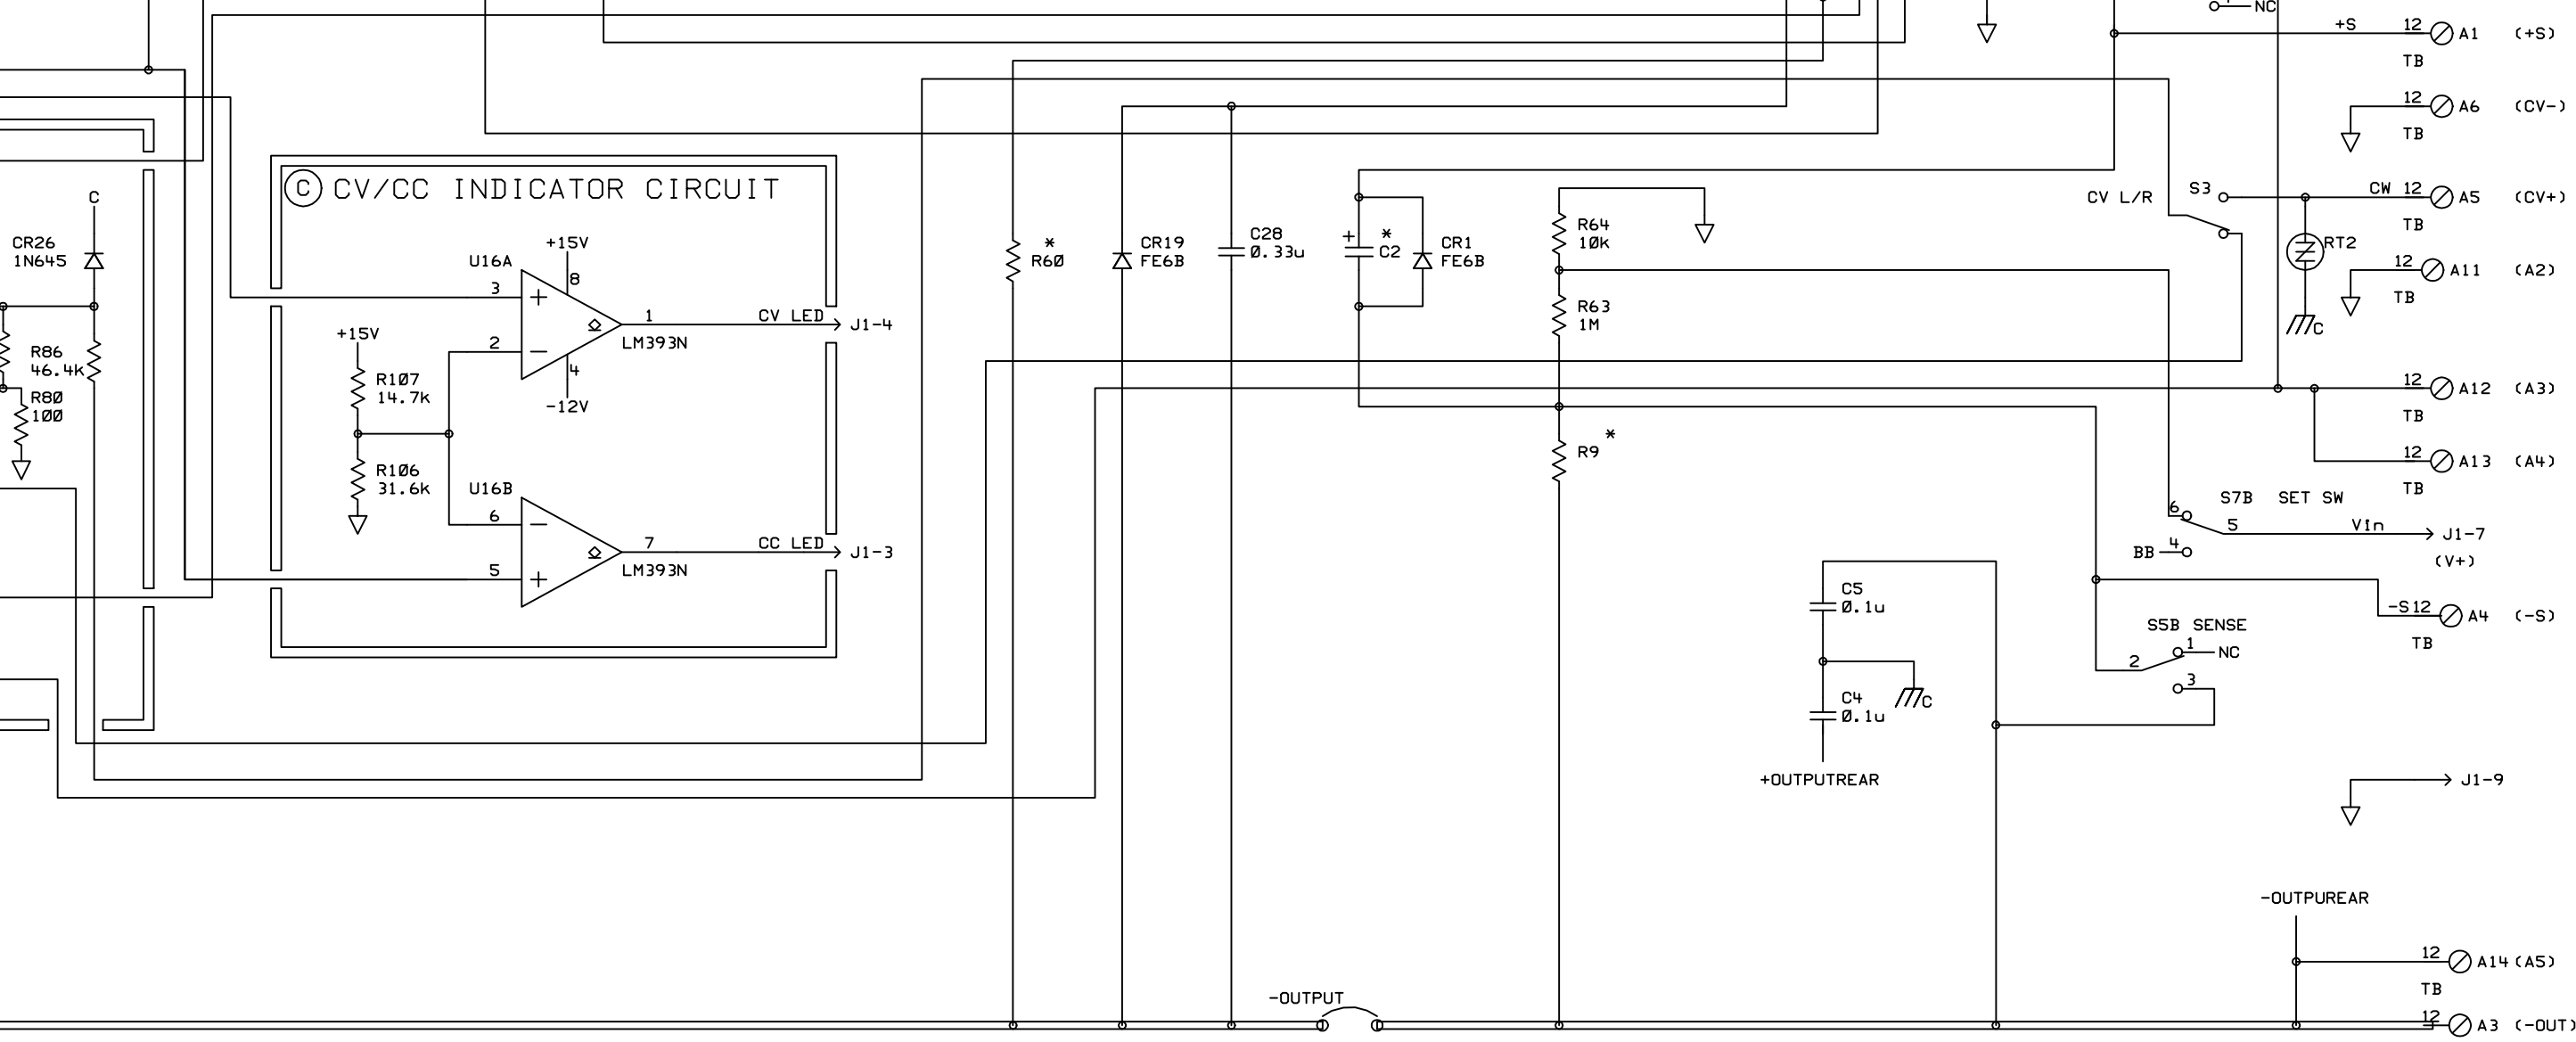 NC
+S 12 A1 (+S)
TB
12 A6 (CV-)
TB
C CV/CC INDICATOR CIRCUIT
C
CV L/R S3 CW 12 A5 (CV+)
TB
CR26
1N645
+15V
U16A
8
3
+
2
-
4
-12V
1
CV LED J1-4
LM393N
*
R60
CR19
FE6B
C28
0.33u
+ *
C2
CR1
FE6B
R64
10k
R63
1M
RT2
C
12 A11 (A2)
TB
R86
46.4k
R80
100
+15V
R107
14.7k
R106
31.6k
U16B
6
-
5
+
7
CC LED J1-3
LM393N
12 A12 (A3)
TB
*
R9
12 A13 (A4)
TB
S7B SET SW
6
5
Vin J1-7
(V+)
BB 4
C5
0.1u
C4
0.1u
C
+OUTPUTREAR
-S 12 A4 (-S)
TB
S5B SENSE
1 NC
2
3
J1-9
-OUTPUREAR
12 A14 (A5)
TB
-OUTPUT
12 A3 (-OUT)